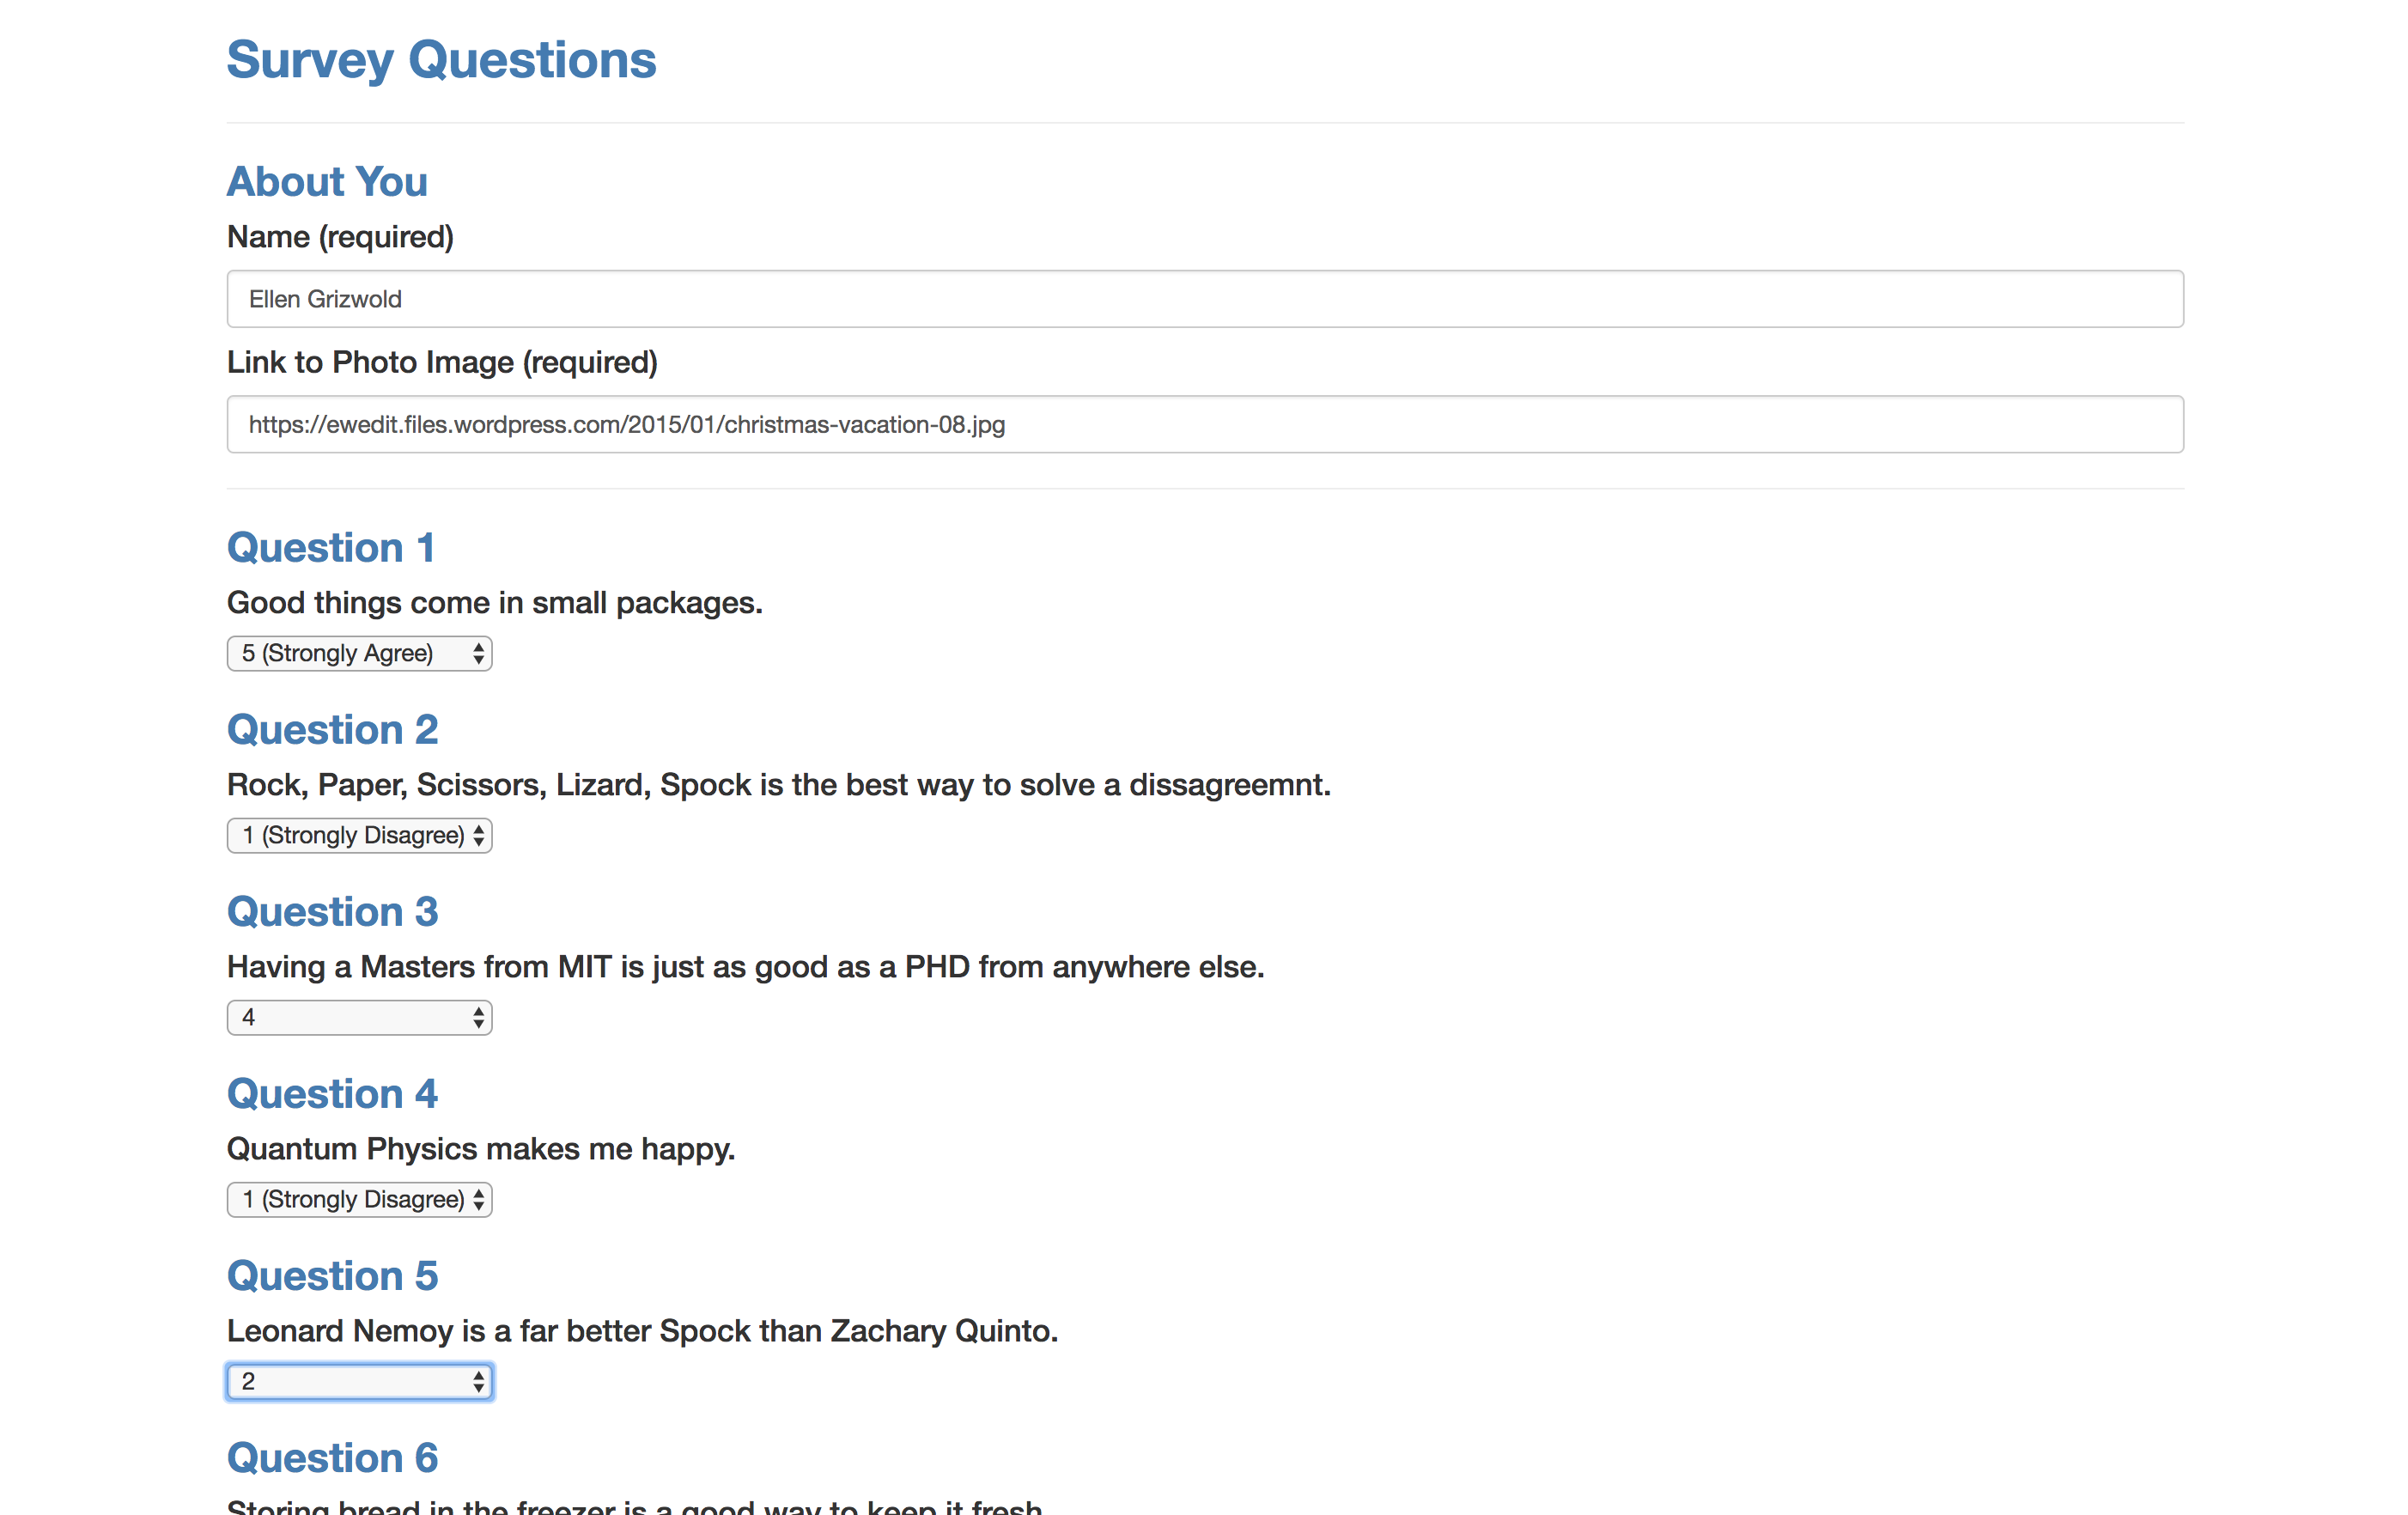 Survey Questions
About You
Name (required)
Ellen Grizwold
Link to Photo Image (required)
https://ewedit.files.wordpress.com/2015/01/christmas-vacation-08.jpg
Question 1
Good things come in small packages.
5 (Strongly Agree)
Question 2
Rock, Paper, Scissors, Lizard, Spock is the best way to solve a dissagreemnt.
1 (Strongly Disagree)
Question 3
Having a Masters from MIT is just as good as a PHD from anywhere else.
4
Question 4
Quantum Physics makes me happy.
1 (Strongly Disagree)
Question 5
Leonard Nemoy is a far better Spock than Zachary Quinto.
2
Question 6
Storing bread in the freezer is a good way to keep it fresh.